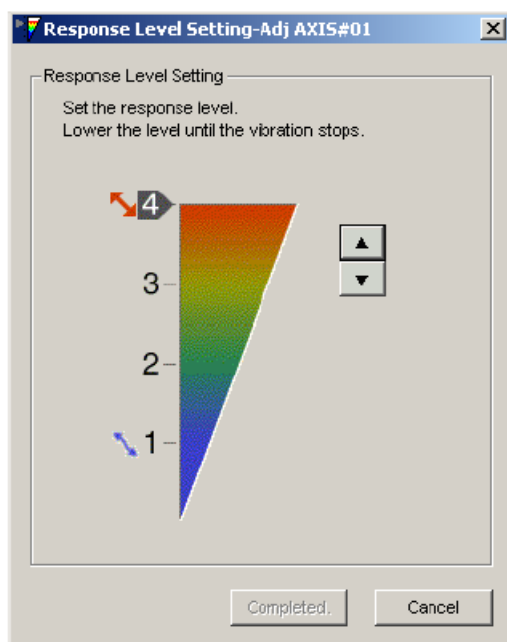 Response Level Setting-Adj AXIS#01
Response Level Setting
Set the response level.
Lower the level until the vibration stops.
4
3
2
1
Completed.
Cancel